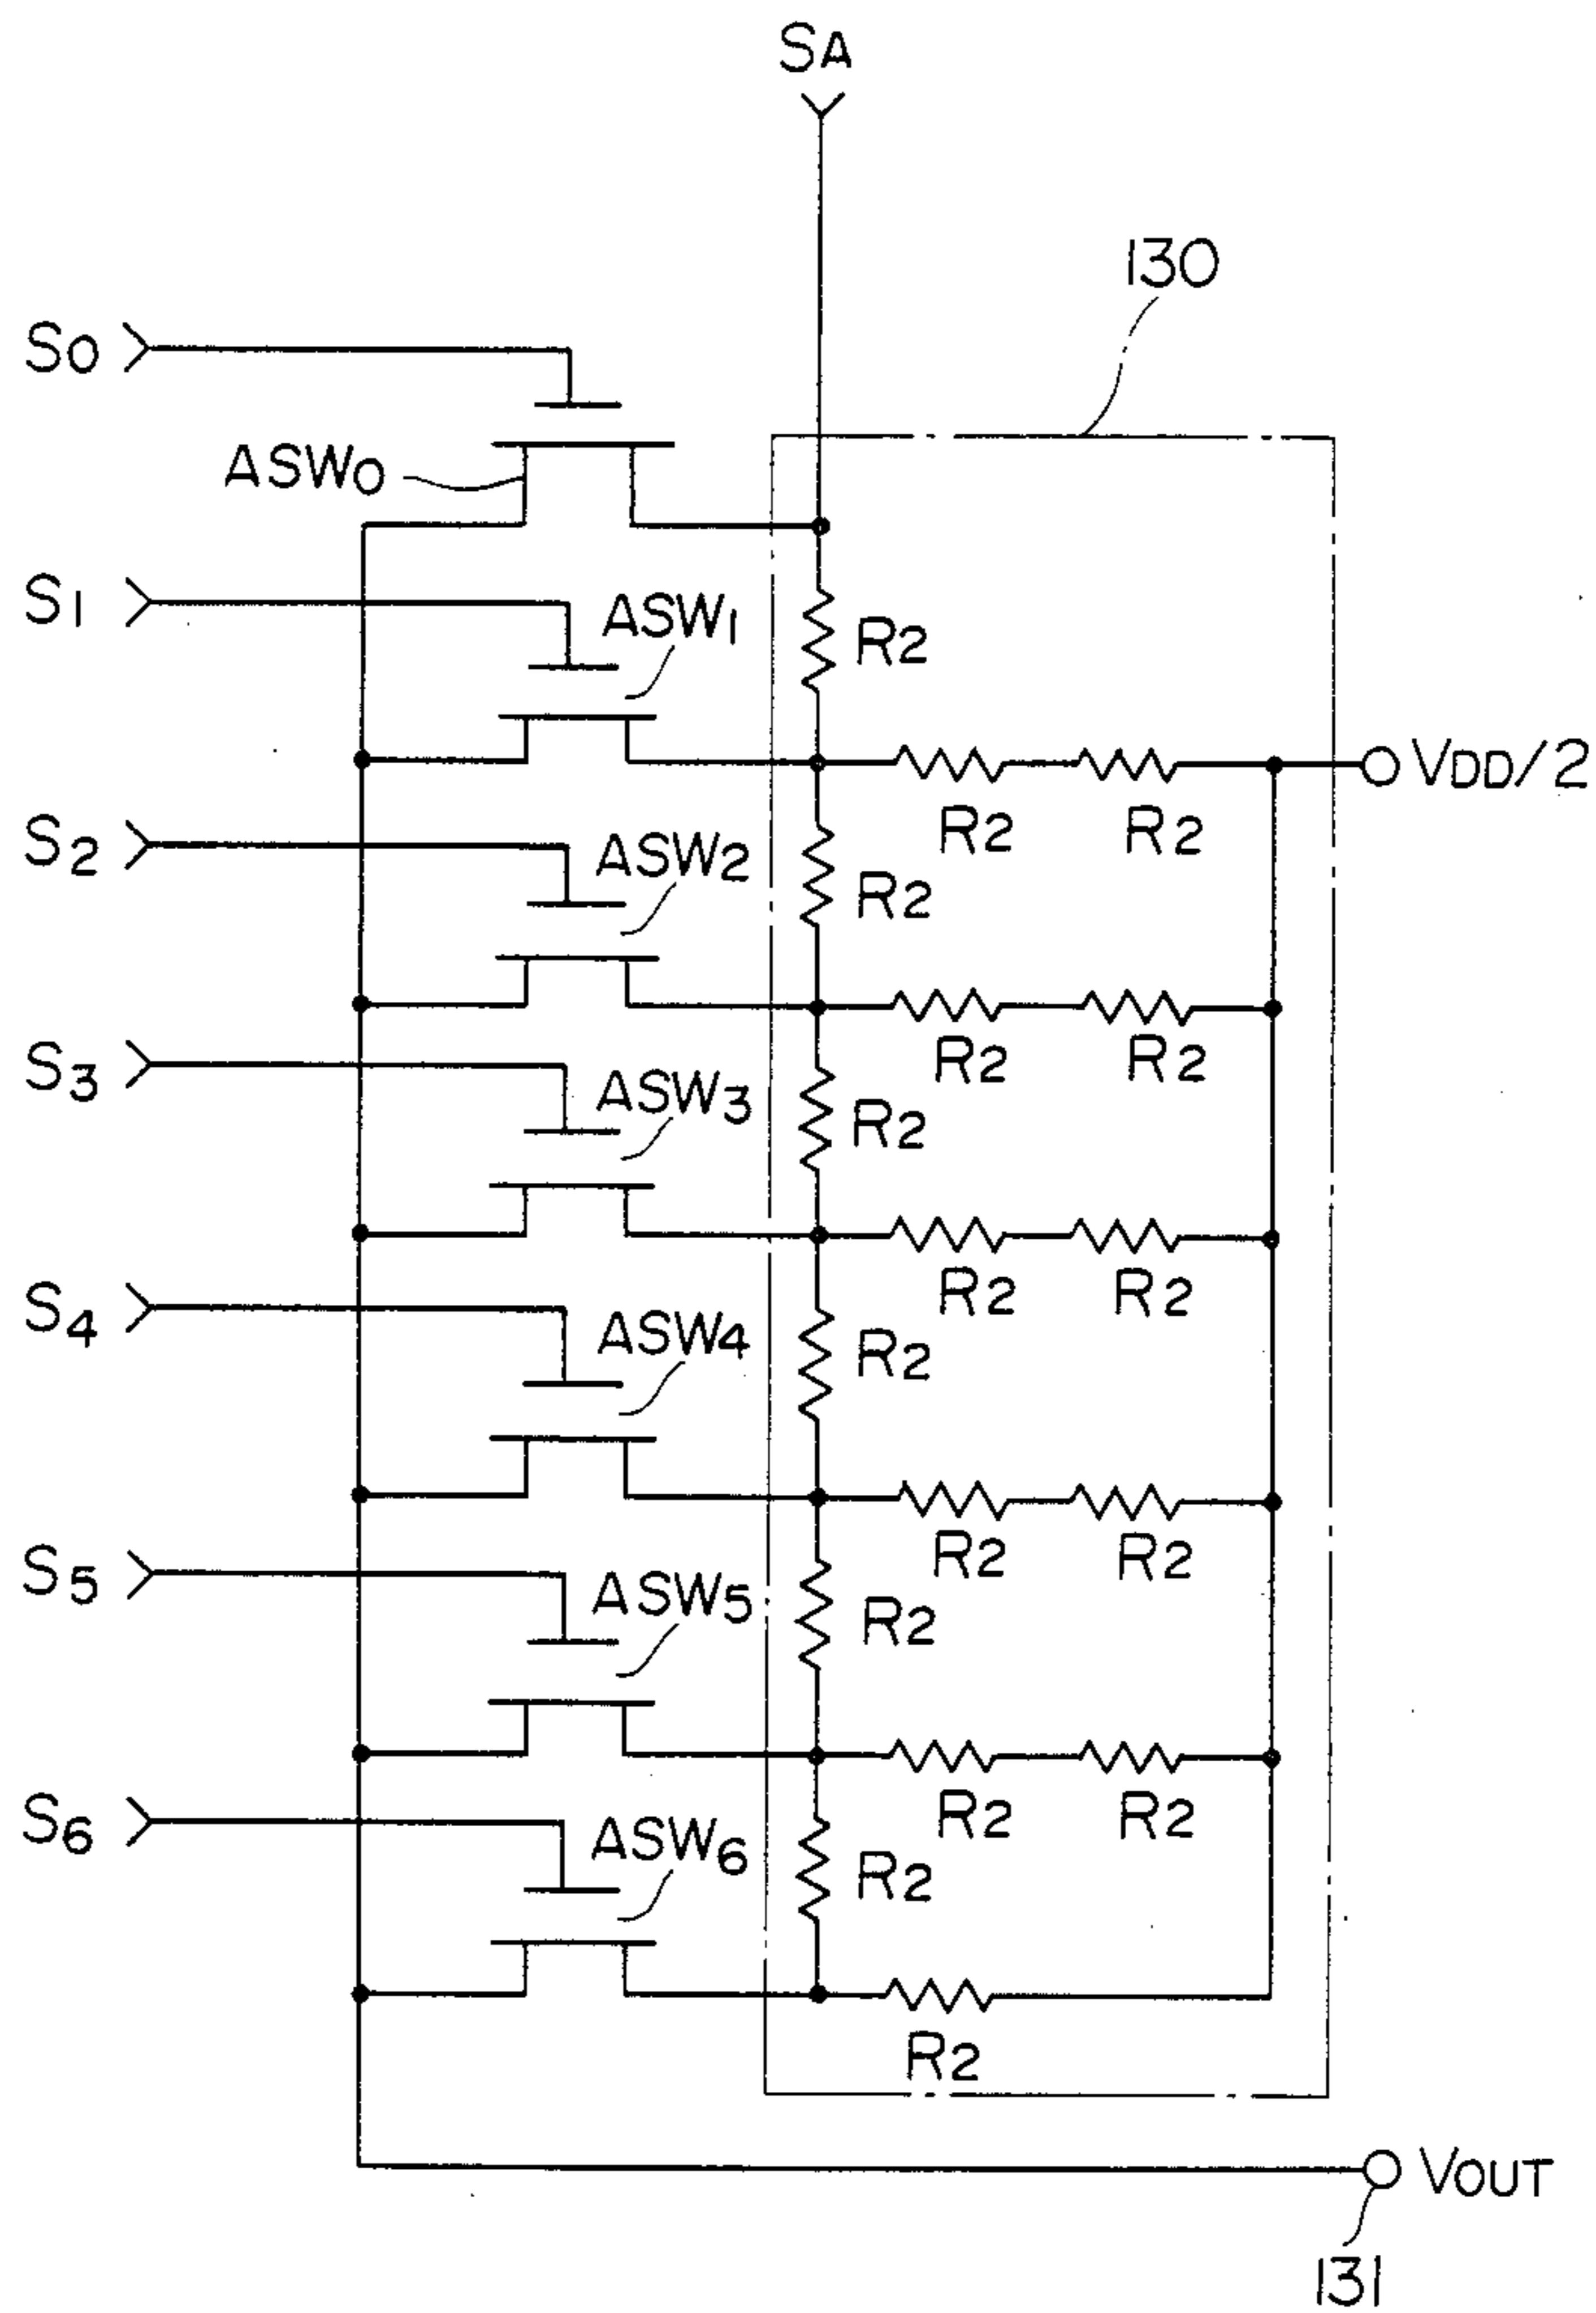 SA
130
S0
ASW0
S1
ASW1
R2
VDD/2
R2 R2
S2
ASW2
R2
R2 R2
S3
ASW3
R2
R2 R2
S4
ASW4
R2
R2 R2
S5
ASW5
R2
R2 R2
S6
ASW6
R2
R2
VOUT
131